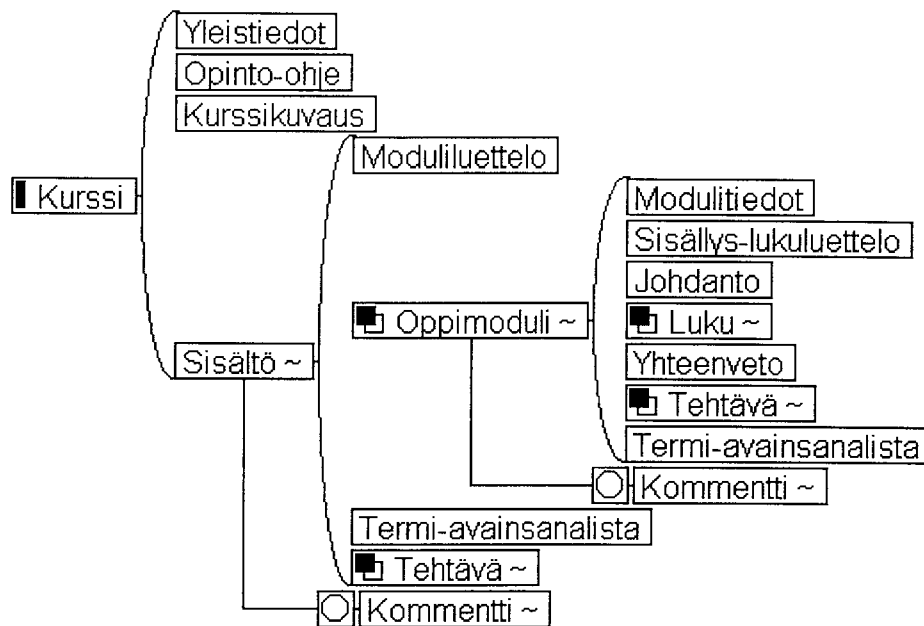 Yleistiedot
Opinto-ohje
Kurssikuvaus
Moduliluettelo
Kurssi
Modulitiedot
Sisällys-lukuluettelo
Johdanto
Oppimoduli ~
Luku ~
Yhteenveto
Sisältö ~
Tehtävä ~
Termi-avainsanalista
Kommentti ~
Termi-avainsanalista
Tehtävä ~
Kommentti ~